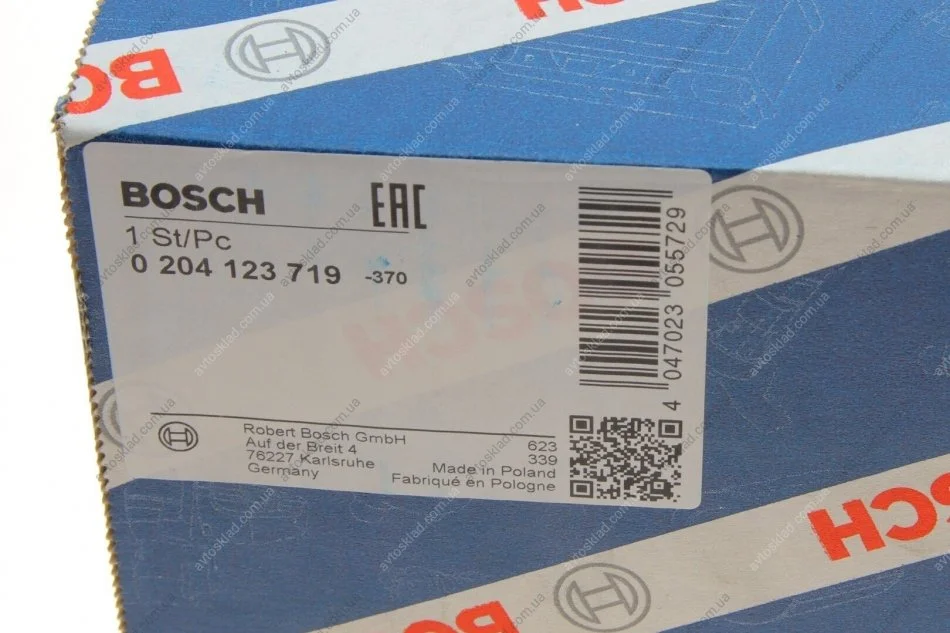 BOSCH
BOSCH
BOSCH
EAC
1 St/Pc
0 204 123 719 -370
4 047023 055729
Robert Bosch GmbH
Auf der Breit 4
76227 Karlsruhe
Germany
623
339
Made in Poland
Fabriqué en Pologne
BOSCH
BOSCH
avtosklad.com.ua